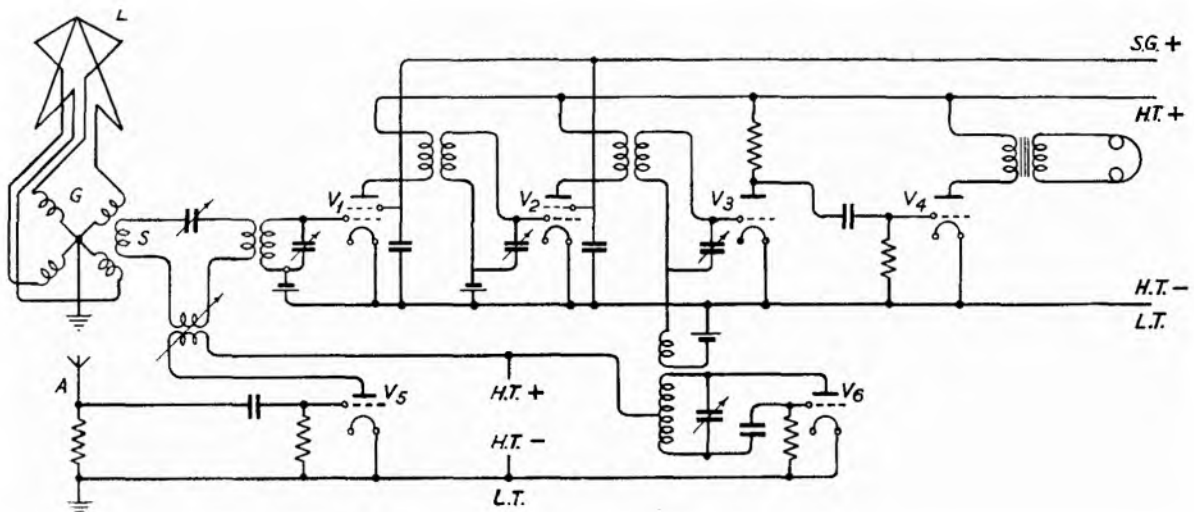 L
S.G. +
H.T. +
G
S
V1
V2
V3
V4
H.T. -
L.T.
A
V5
H.T. +
V6
H.T. -
L.T.